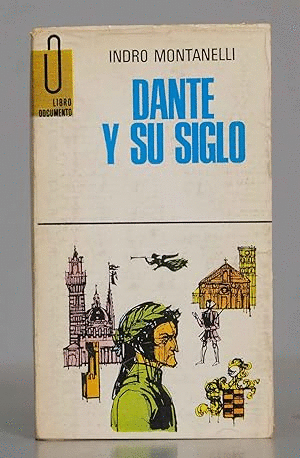 INDRO MONTANELLI
LIBRO
DOCUMENTO
DANTE
Y SU SIGLO